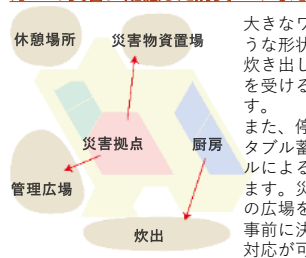 休憩場所
災害物資置場
災害拠点
厨房
管理広場
炊出
大きなワ
うな形状
炊き出し
を受ける
す。
また、停
タブル蓄
ルによる
ます。災
の広場を
事前に決
対応が可